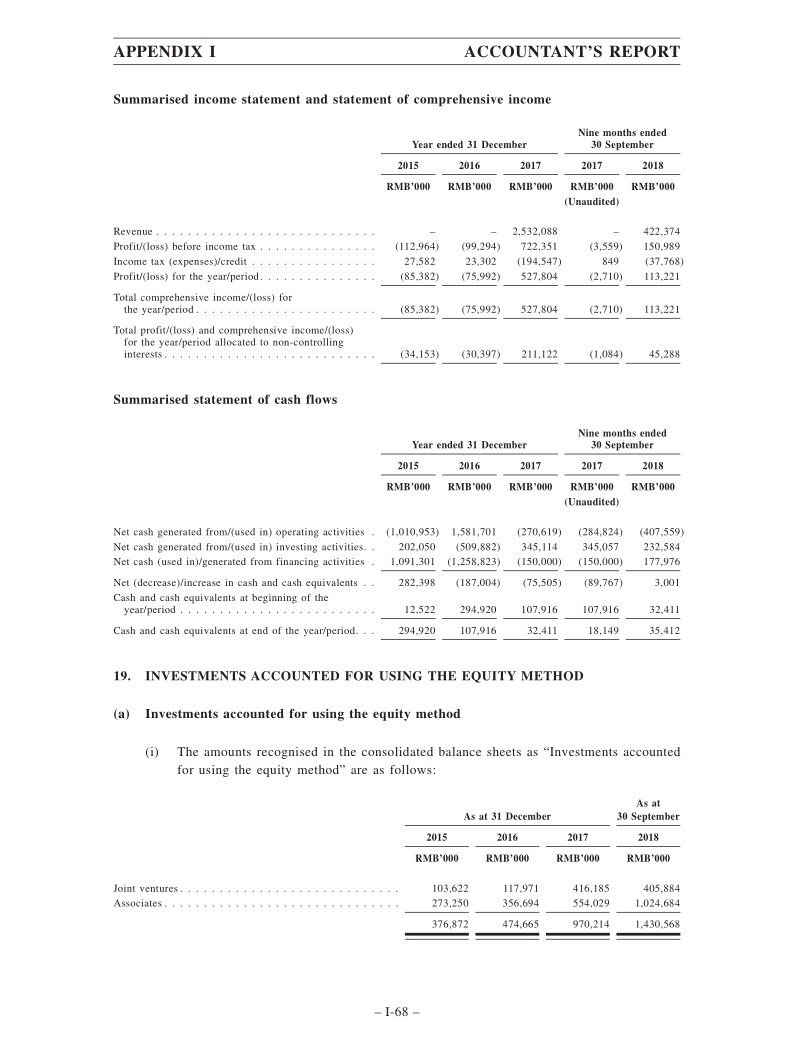 APPENDIX I ACCOUNTANT'S REPORT
Summarised income statement and statement of comprehensive income
Nine months ended
Year ended 31 December 30 September
2015 2016 2017 2017 2018
RMB'000 RMB'000 RMB'000 RMB'000 RMB'000
(Unaudited)
Revenue . . . . . . . . . . . . . . . . . . . . . . . . . . . . – – 2,532,088 – 422,374
Profit/(loss) before income tax . . . . . . . . . . . . . . . (112,964) (99,294) 722,351 (3,559) 150,989
Income tax (expenses)/credit . . . . . . . . . . . . . . . . 27,582 23,302 (194,547) 849 (37,768)
Profit/(loss) for the year/period. . . . . . . . . . . . . . . (85,382) (75,992) 527,804 (2,710) 113,221
Total comprehensive income/(loss) for
the year/period . . . . . . . . . . . . . . . . . . . . . . . (85,382) (75,992) 527,804 (2,710) 113,221
Total profit/(loss) and comprehensive income/(loss)
for the year/period allocated to non-controlling
interests . . . . . . . . . . . . . . . . . . . . . . . . . . . (34,153) (30,397) 211,122 (1,084) 45,288
Summarised statement of cash flows
Nine months ended
Year ended 31 December 30 September
2015 2016 2017 2017 2018
RMB'000 RMB'000 RMB'000 RMB'000 RMB'000
(Unaudited)
Net cash generated from/(used in) operating activities . (1,010,953) 1,581,701 (270,619) (284,824) (407,559)
Net cash generated from/(used in) investing activities. . 202,050 (509,882) 345,114 345,057 232,584
Net cash (used in)/generated from financing activities . 1,091,301 (1,258,823) (150,000) (150,000) 177,976
Net (decrease)/increase in cash and cash equivalents . . 282,398 (187,004) (75,505) (89,767) 3,001
Cash and cash equivalents at beginning of the
year/period . . . . . . . . . . . . . . . . . . . . . . . . . 12,522 294,920 107,916 107,916 32,411
Cash and cash equivalents at end of the year/period. . . 294,920 107,916 32,411 18,149 35,412
19. INVESTMENTS ACCOUNTED FOR USING THE EQUITY METHOD
(a) Investments accounted for using the equity method
(i) The amounts recognised in the consolidated balance sheets as “Investments accounted
for using the equity method” are as follows:
As at
As at 31 December 30 September
2015 2016 2017 2018
RMB'000 RMB'000 RMB'000 RMB'000
Joint ventures . . . . . . . . . . . . . . . . . . . . . . . . . . . . 103,622 117,971 416,185 405,884
Associates . . . . . . . . . . . . . . . . . . . . . . . . . . . . . . 273,250 356,694 554,029 1,024,684
376,872 474,665 970,214 1,430,568
– I-68 –